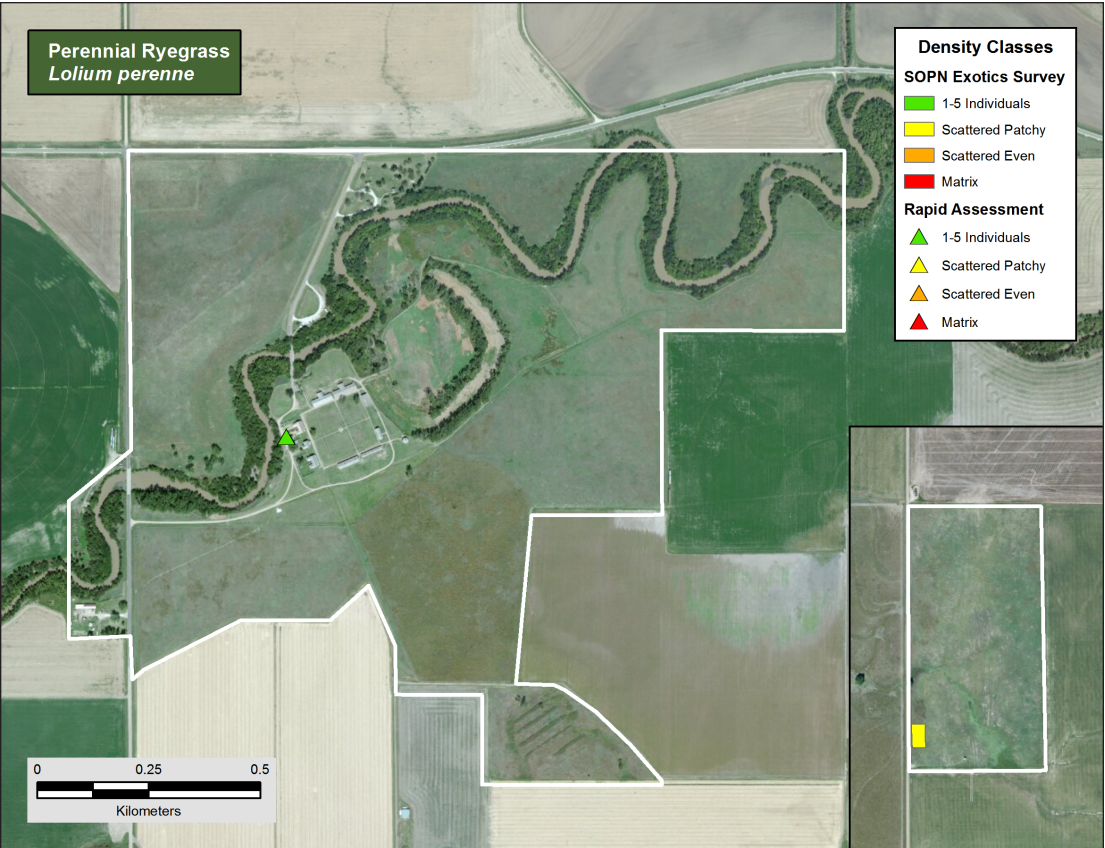 Perennial Ryegrass
Lolium perenne
Density Classes
SOPN Exotics Survey
1-5 Individuals
Scattered Patchy
Scattered Even
Matrix
Rapid Assessment
1-5 Individuals
Scattered Patchy
Scattered Even
Matrix
0 0.25 0.5
Kilometers